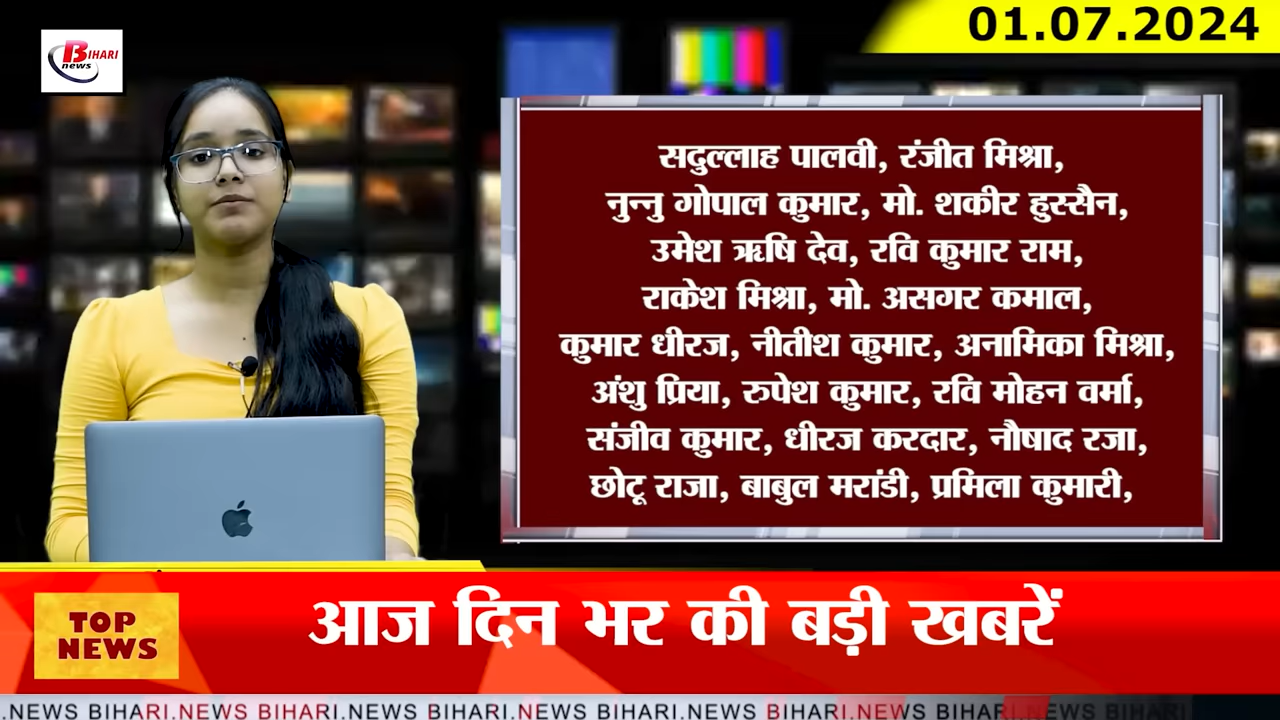 BIHARI
news
01.07.2024
सदुल्लाह पालवी, रंजीत मिश्रा,
नुन्नु गोपाल कुमार, मो. शकीर हुस्सैन,
उमेश ऋषि देव, रवि कुमार राम,
राकेश मिश्रा, मो. असगर कमाल,
कुमार धीरज, नीतीश कुमार, अनामिका मिश्रा,
अंशु प्रिया, रुपेश कुमार, रवि मोहन वर्मा,
संजीव कुमार, धीरज करदार, नौषाद रजा,
छोटू राजा, बाबुल मरांडी, प्रमिला कुमारी,
TOP
NEWS
आज दिन भर की बड़ी खबरें
.NEWS BIHARI.NEWS BIHARI.NEWS BIHARI.NEWS BIHARI.NEWS BIHARI.NEWS BIHARI.NEWS BIHARI.